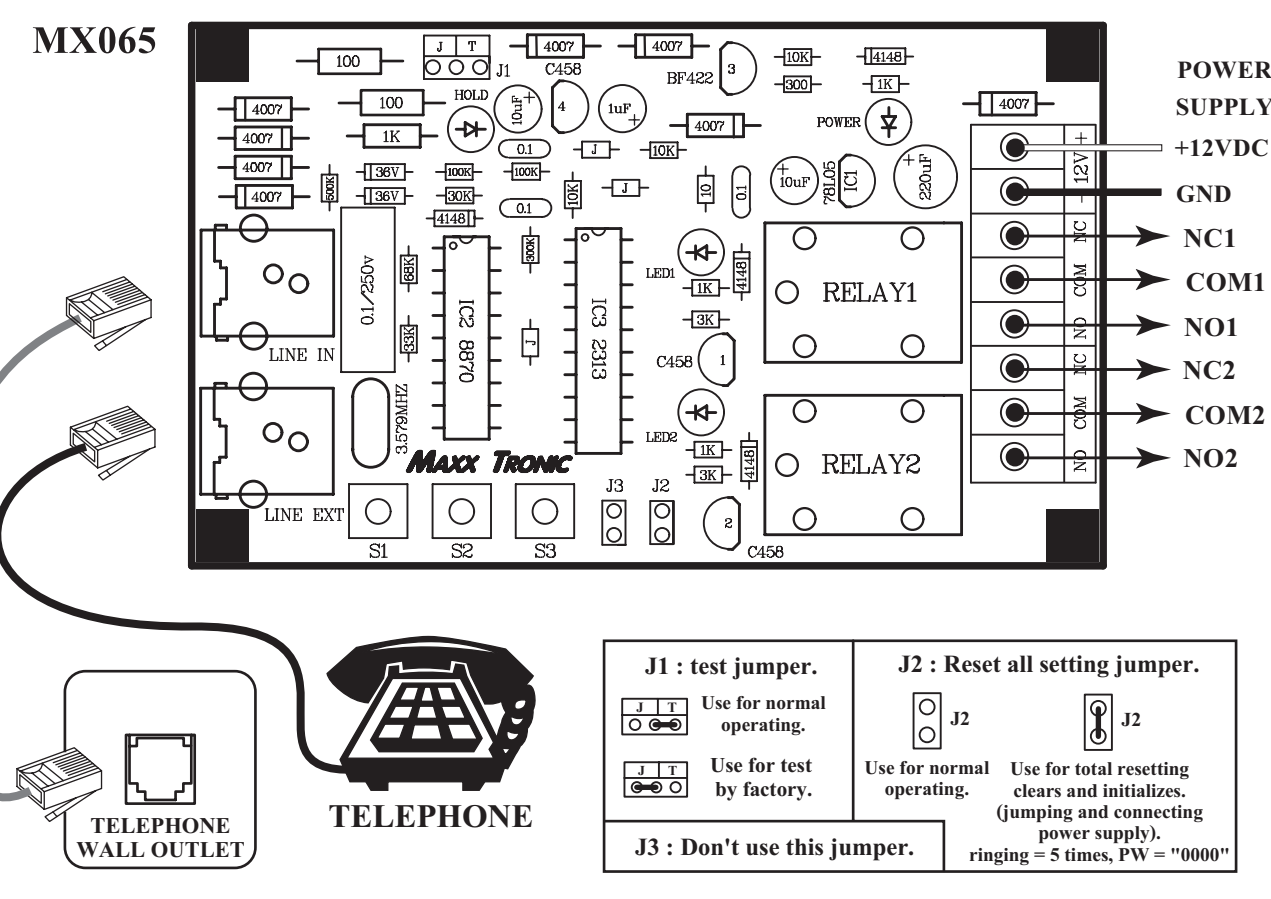 MX065
100
J T
J1
4007
C458
4007
BF422
3
10K
300
4148
1K
POWER
4007
POWER
SUPPLY
+12VDC
GND
NC1
COM1
NO1
NC2
COM2
NO2
4007
4007
4007
4007
100
1K
HOLD
10uF
+
4
1uF
+
4007
0.1
J
10K
36V
36V
500K
100K
30K
4148
100K
0.1
10K
J
10
0.1
+
10uF
78L05
IC1
+
220uF
+
12V
-
NC
COM
NO
NC
COM
NO
0.1/250v
68K
33K
IC2 8870
300K
J
IC3 2313
LED1
1K
4148
3K
C458
1
RELAY1
LINE IN
3.579MHZ
LED2
1K
3K
4148
RELAY2
MAXX TRONIC
LINE EXT
S1
S2
S3
J3
J2
2
C458
TELEPHONE
WALL OUTLET
TELEPHONE
J1 : test jumper.
J T
Use for normal
operating.
J T
Use for test
by factory.
J3 : Don't use this jumper.
J2 : Reset all setting jumper.
J2
Use for normal
operating.
J2
Use for total resetting
clears and initializes.
(jumping and connecting
power supply).
ringing = 5 times, PW = "0000"